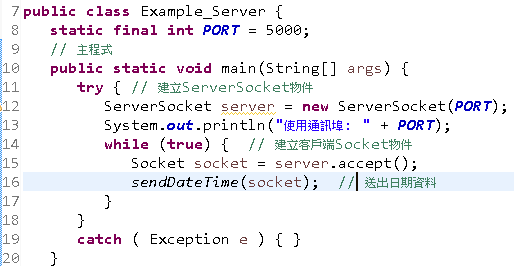 7 public class Example_Server {
8 static final int PORT = 5000;
9 // 主程式
10 public static void main(String[] args) {
11 try { // 建立ServerSocket物件
12 ServerSocket server = new ServerSocket(PORT);
13 System.out.println("使用通訊埠: " + PORT);
14 while (true) { // 建立客戶端Socket物件
15 Socket socket = server.accept();
16 sendDateTime(socket); // 送出日期資料
17 }
18 }
19 catch ( Exception e ) { }
20 }